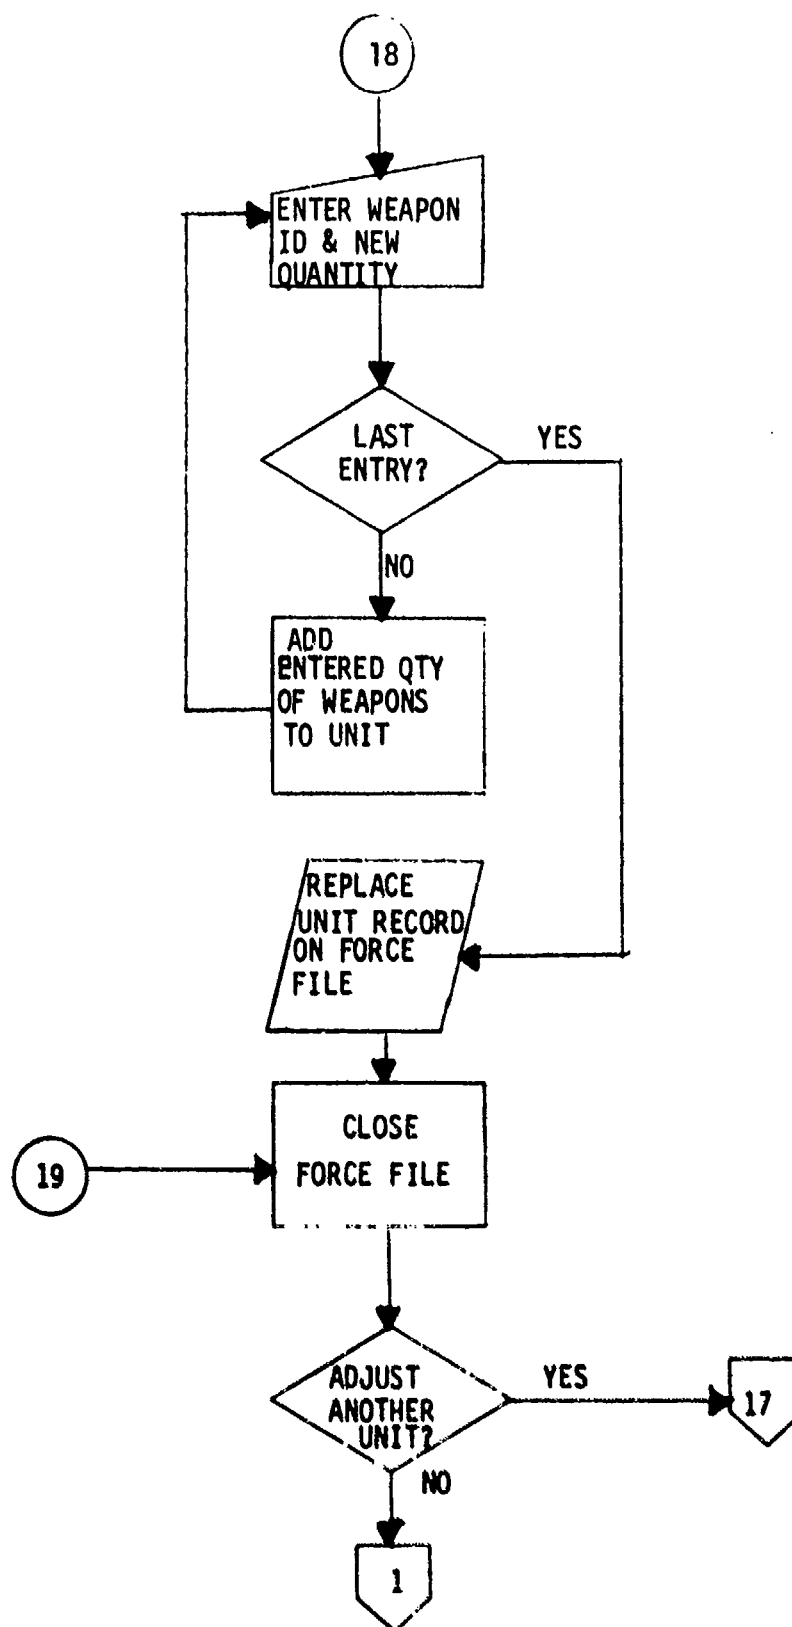 18
ENTER WEAPON
ID & NEW
QUANTITY
LAST
ENTRY?
YES
NO
ADD
ENTERED QTY
OF WEAPONS
TO UNIT
REPLACE
UNIT RECORD
ON FORCE
FILE
CLOSE
FORCE FILE
19
ADJUST
ANOTHER
UNIT?
YES
17
NO
1